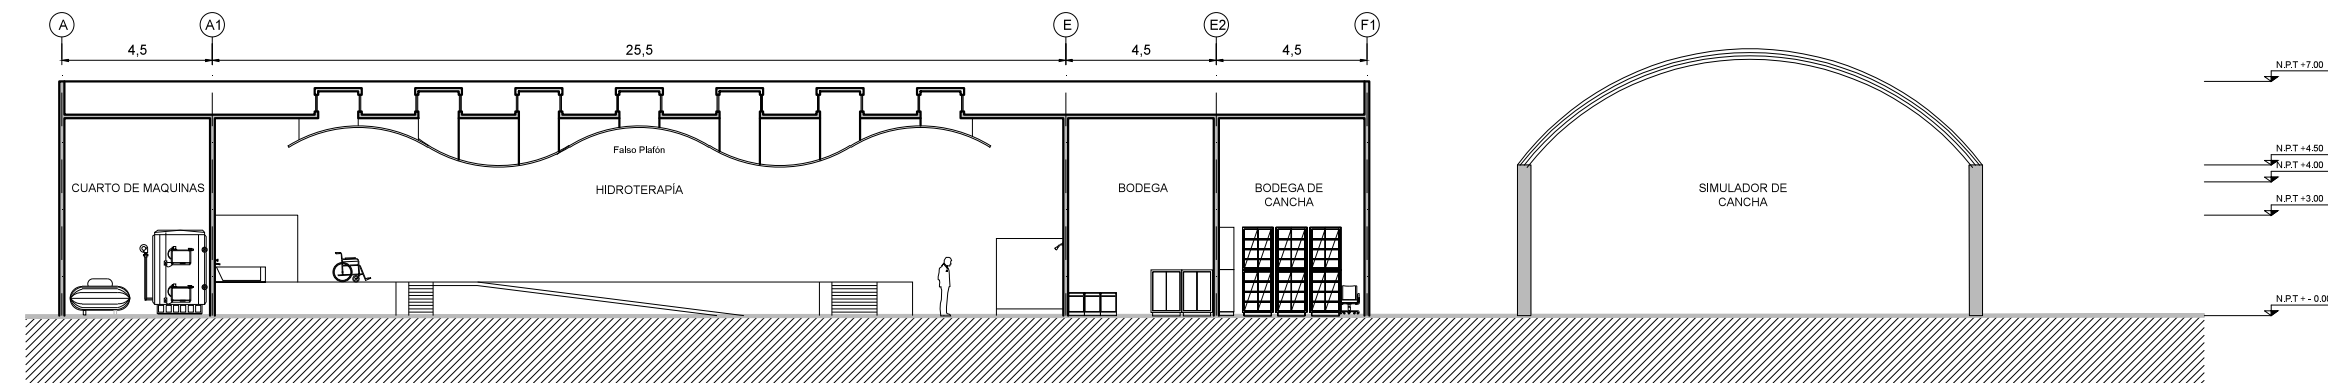 A A1 E E2 F1
4,5 25,5 4,5 4,5
N.P.T +7.00
N.P.T +4.50
Falso Plafón
N.P.T +4.00
CUARTO DE MAQUINAS HIDROTERAPÍA BODEGA BODEGA DE SIMULADOR DE
CANCHA CANCHA
N.P.T +3.00
N.P.T + - 0.00